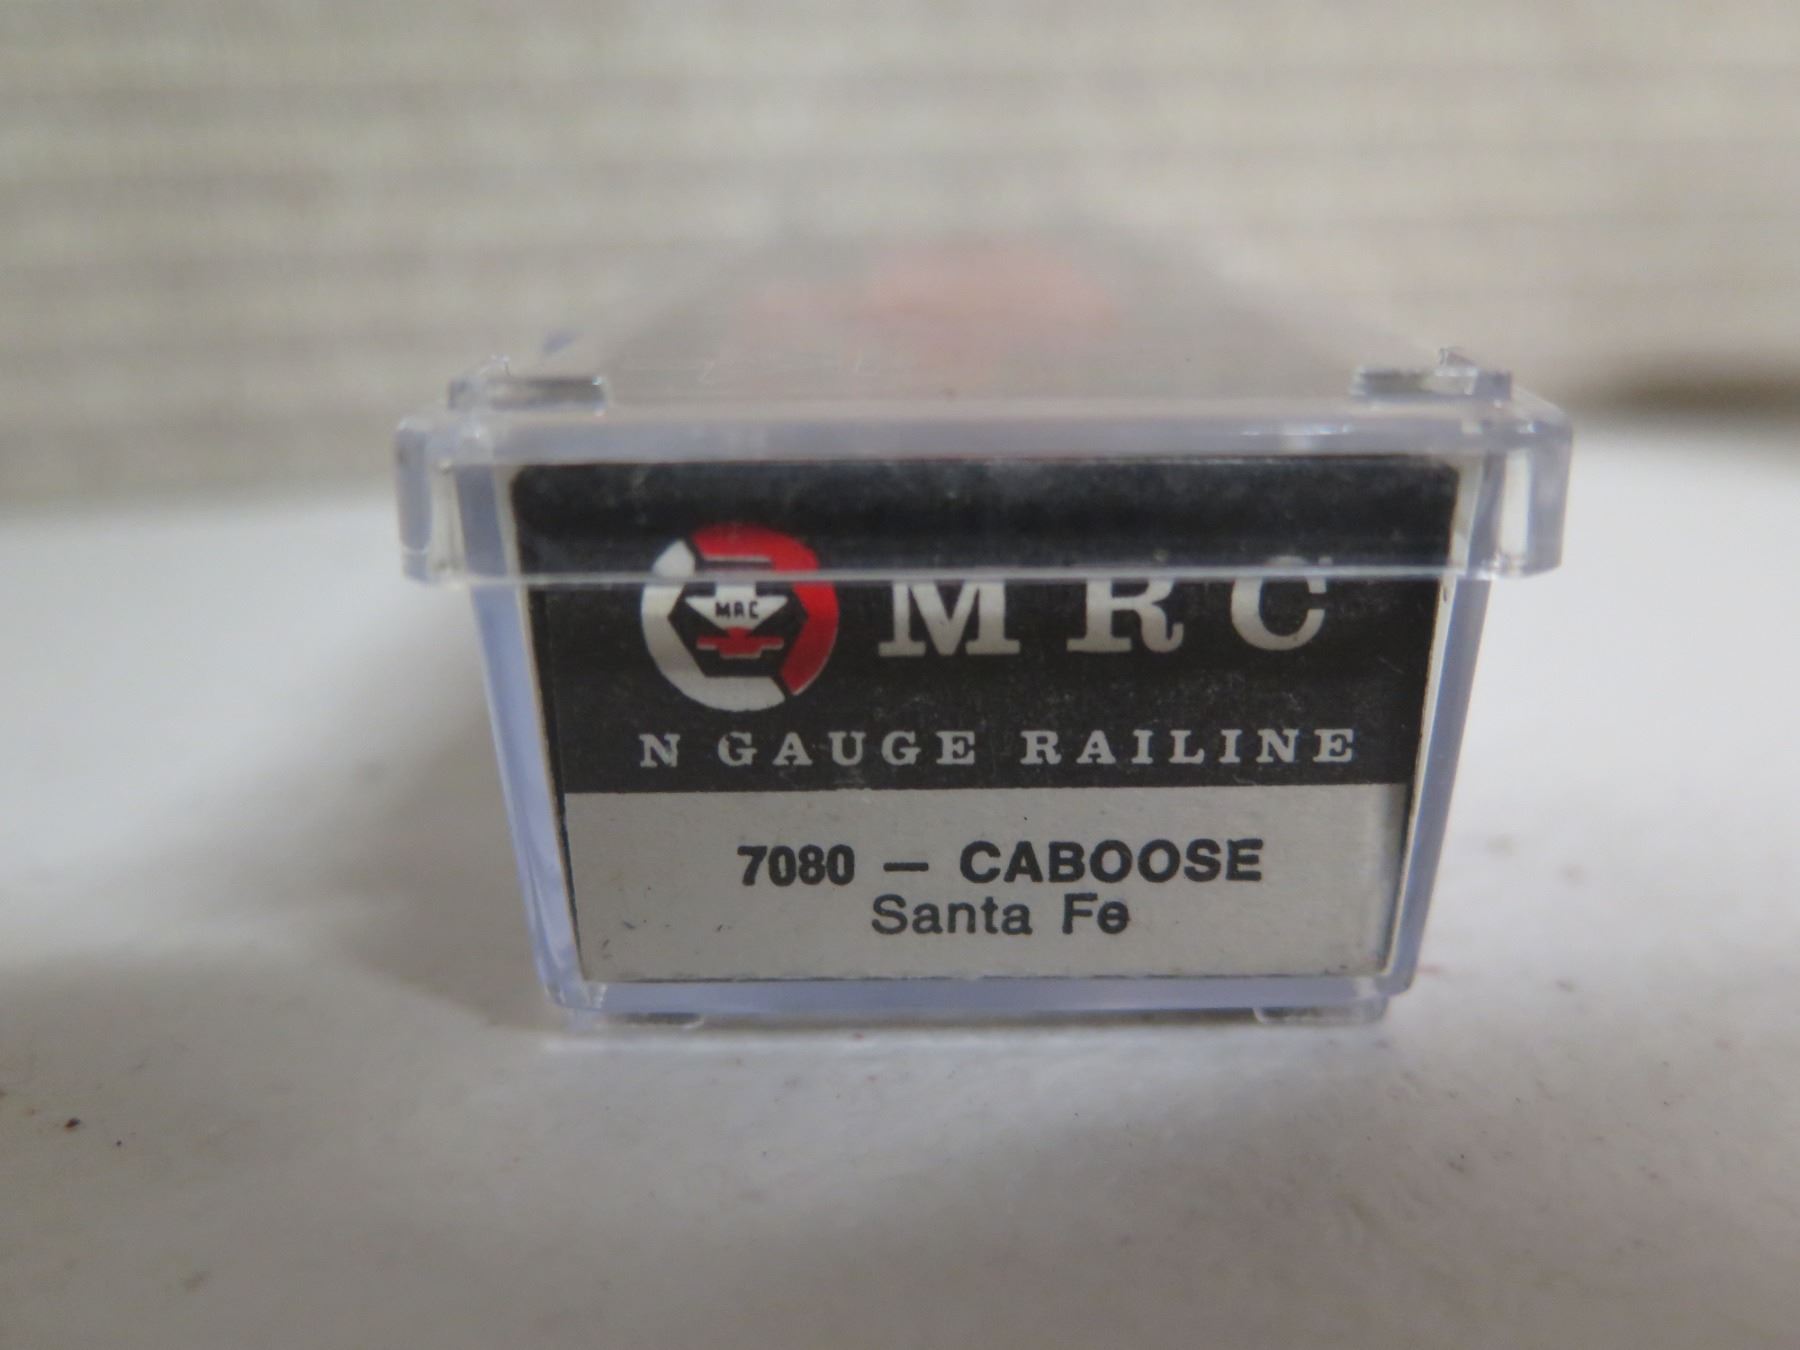 MRC
MRC
N GAUGE RAILINE
7080 — CABOOSE
Santa Fe